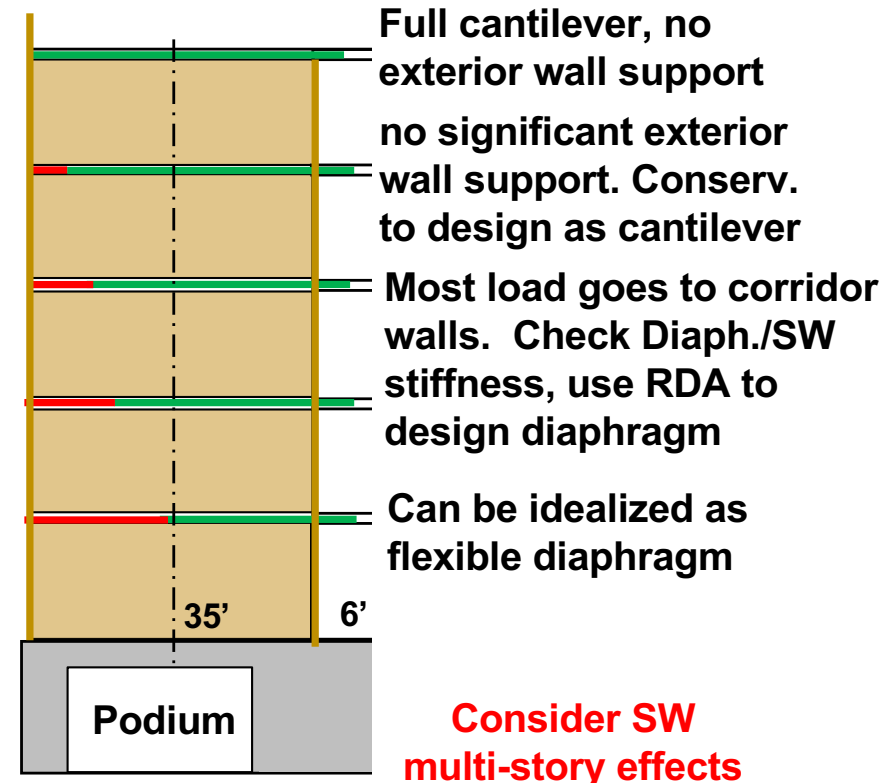 Full cantilever, no
exterior wall support
no significant exterior
wall support. Conserv.
to design as cantilever
Most load goes to corridor
walls.  Check Diaph./SW
stiffness, use RDA to
design diaphragm
Can be idealized as
flexible diaphragm
35’
6’
Podium
Consider SW
multi-story effects